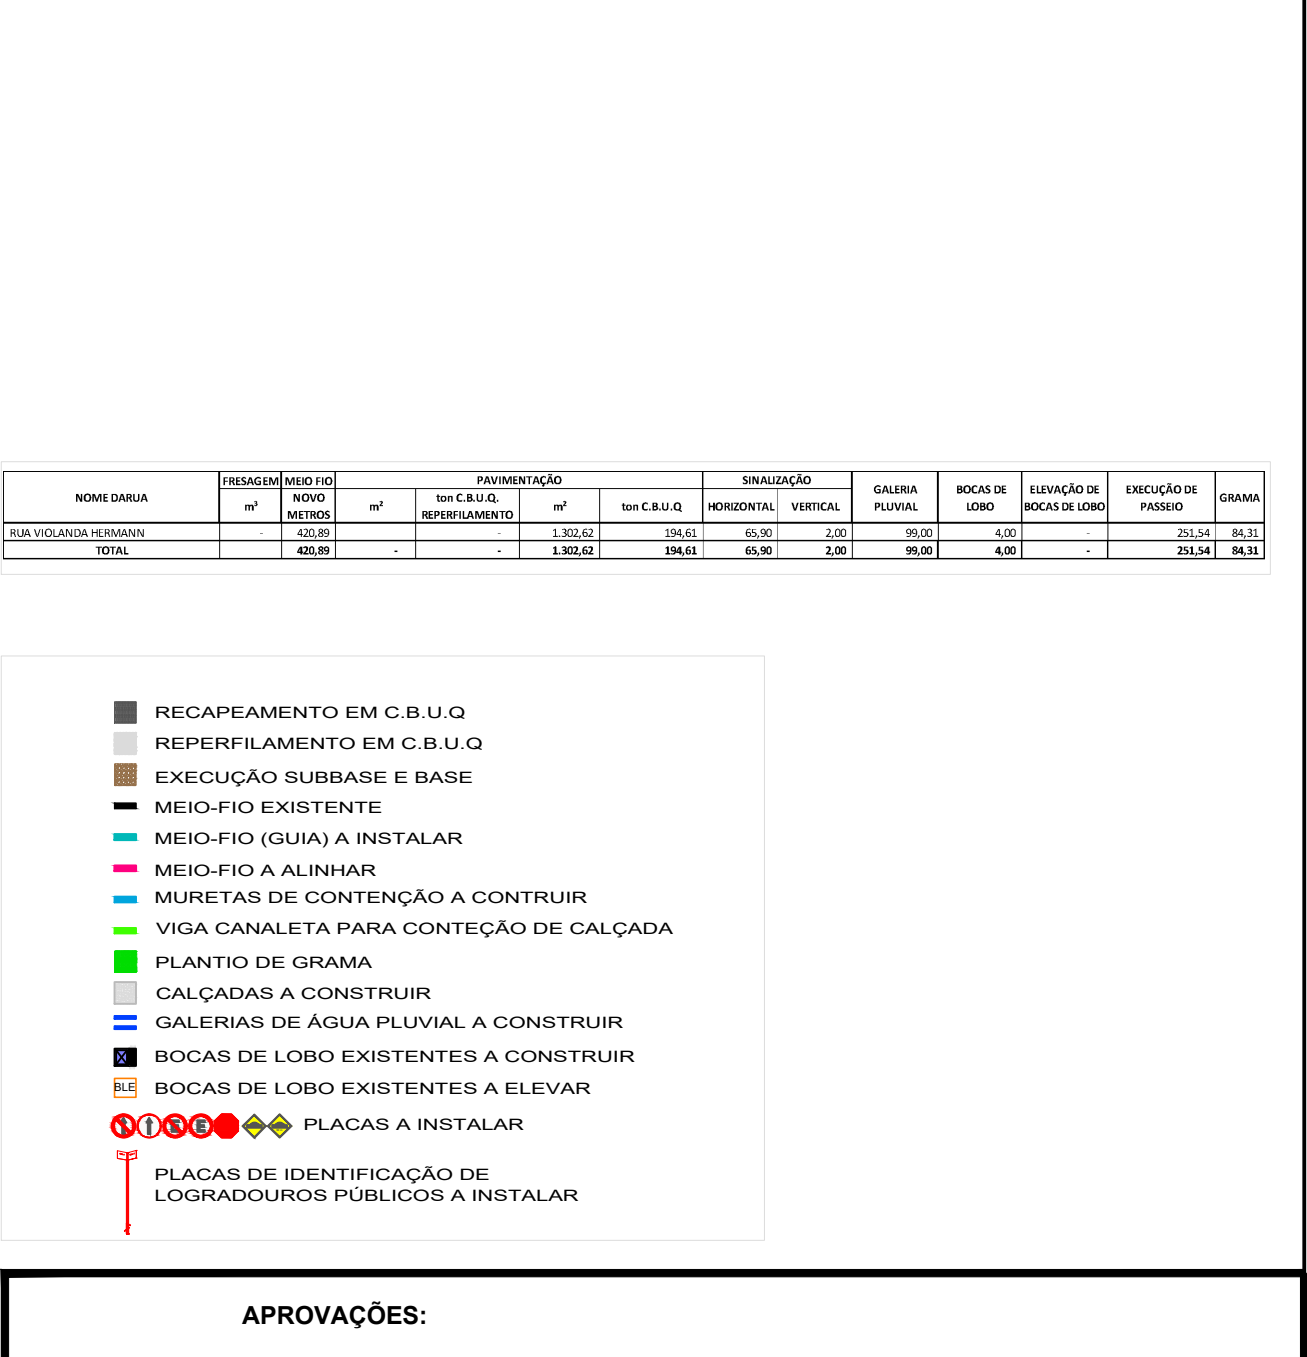 NOME DARUA FRESAGEM MEIO FIO PAVIMENTAÇÃO SINALIZAÇÃO GALERIA PLUVIAL BOCAS DE LOBO ELEVAÇÃO DE BOCAS DE LOBO EXECUÇÃO DE PASSEIO GRAMA
m³ NOVO METROS m² ton C.B.U.Q. REPERFILAMENTO m² ton C.B.U.Q HORIZONTAL VERTICAL
RUA VIOLANDA HERMANN - 420,89 - 1.302,62 194,61 65,90 2,00 99,00 4,00 - 251,54 84,31
TOTAL 420,89 - - 1.302,62 194,61 65,90 2,00 99,00 4,00 - 251,54 84,31
RECAPEAMENTO EM C.B.U.Q
REPERFILAMENTO EM C.B.U.Q
EXECUÇÃO SUBBASE E BASE
MEIO-FIO EXISTENTE
MEIO-FIO (GUIA) A INSTALAR
MEIO-FIO A ALINHAR
MURETAS DE CONTENÇÃO A CONTRUIR
VIGA CANALETA PARA CONTEÇÃO DE CALÇADA
PLANTIO DE GRAMA
CALÇADAS A CONSTRUIR
GALERIAS DE ÁGUA PLUVIAL A CONSTRUIR
BOCAS DE LOBO EXISTENTES A CONSTRUIR
BLE BOCAS DE LOBO EXISTENTES A ELEVAR
E E PLACAS A INSTALAR
PLACAS DE IDENTIFICAÇÃO DE
LOGRADOUROS PÚBLICOS A INSTALAR
APROVAÇÕES: